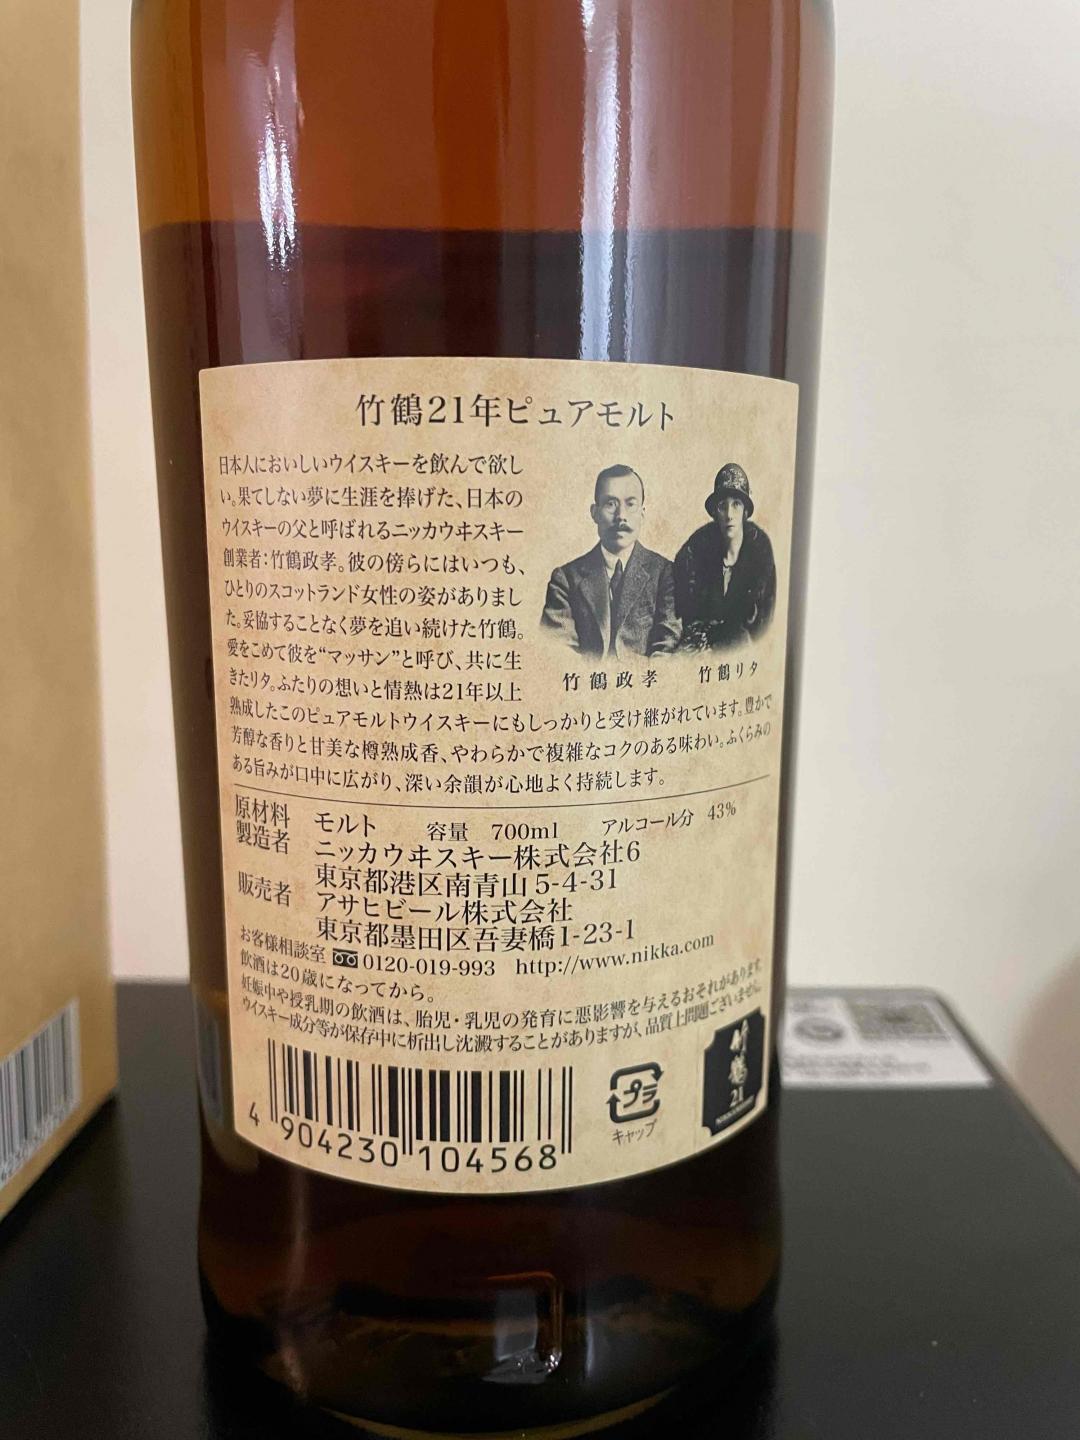 竹鶴21年ピュアモルト
日本人においしいウイスキーを飲んで欲し
い。果てしない夢に生涯を捧げた、日本の
ウイスキーの父と呼ばれるニッカウヰスキー
創業者：竹鶴政孝。彼の傍らにはいつも、
ひとりのスコットランド女性の姿がありまし
た。妥協することなく夢を追い続けた竹鶴。
愛をこめて彼を“マッサン”と呼び、共に生
きたリタ。ふたりの想いと情熱は21年以上
熟成したこのピュアモルトウイスキーにもしっかりと受け継がれています。豊かで
芳醇な香りと甘美な樽熟成香、やわらかで複雑なコクのある味わい。ふくらみの
ある旨みが口中に広がり、深い余韻が心地よく持続します。
竹鶴政孝 竹鶴リタ
原材料 モルト 容量 700ml アルコール分 43%
製造者 ニッカウヰスキー株式会社6
東京都港区南青山5-4-31
販売者 アサヒビール株式会社
東京都墨田区吾妻橋1-23-1
お客様相談室 0120-019-993 http://www.nikka.com
飲酒は20歳になってから。
妊娠中や授乳期の飲酒は、胎児・乳児の発育に悪影響を与えるおそれがあります。
ウイスキー成分等が保存中に析出し沈澱することがありますが、品質上問題ございません。
4 904230 104568
プラ
キャップ
竹鶴
21